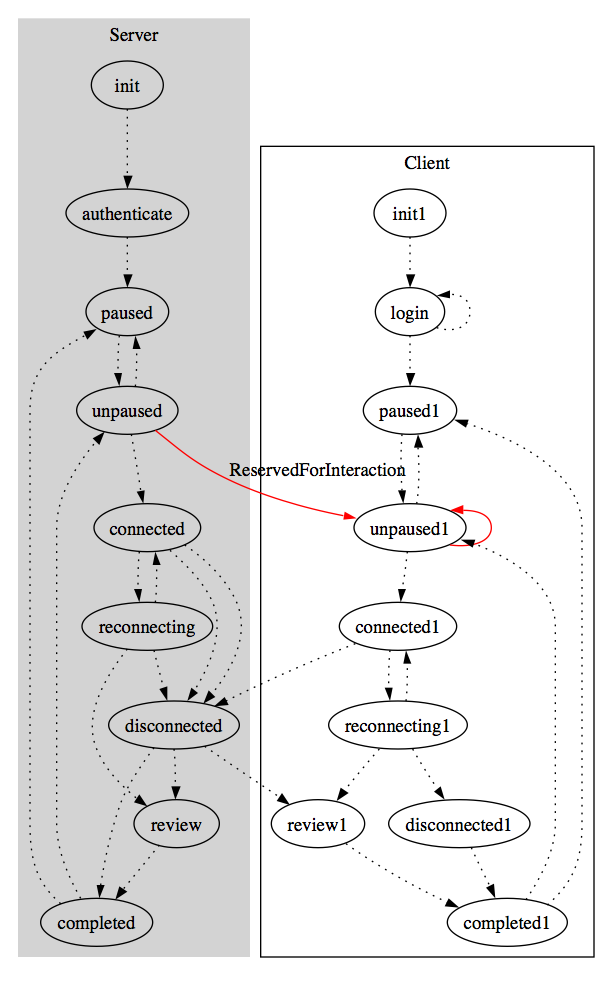 Server
init
authenticate
paused
unpaused
connected
reconnecting
disconnected
review
completed
ReservedForInteraction
Client
init1
login
paused1
unpaused1
connected1
reconnecting1
review1
disconnected1
completed1